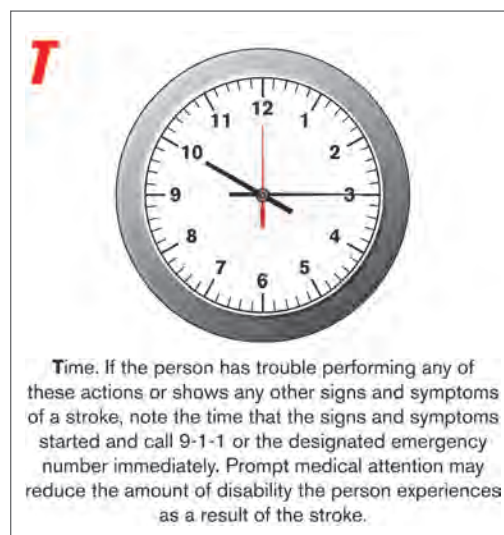 T
12
11
1
10
2
9
3
8
4
7
5
6
Time. If the person has trouble performing any of
these actions or shows any other signs and symptoms
of a stroke, note the time that the signs and symptoms
started and call 9-1-1 or the designated emergency
number immediately. Prompt medical attention may
reduce the amount of disability the person experiences
as a result of the stroke.